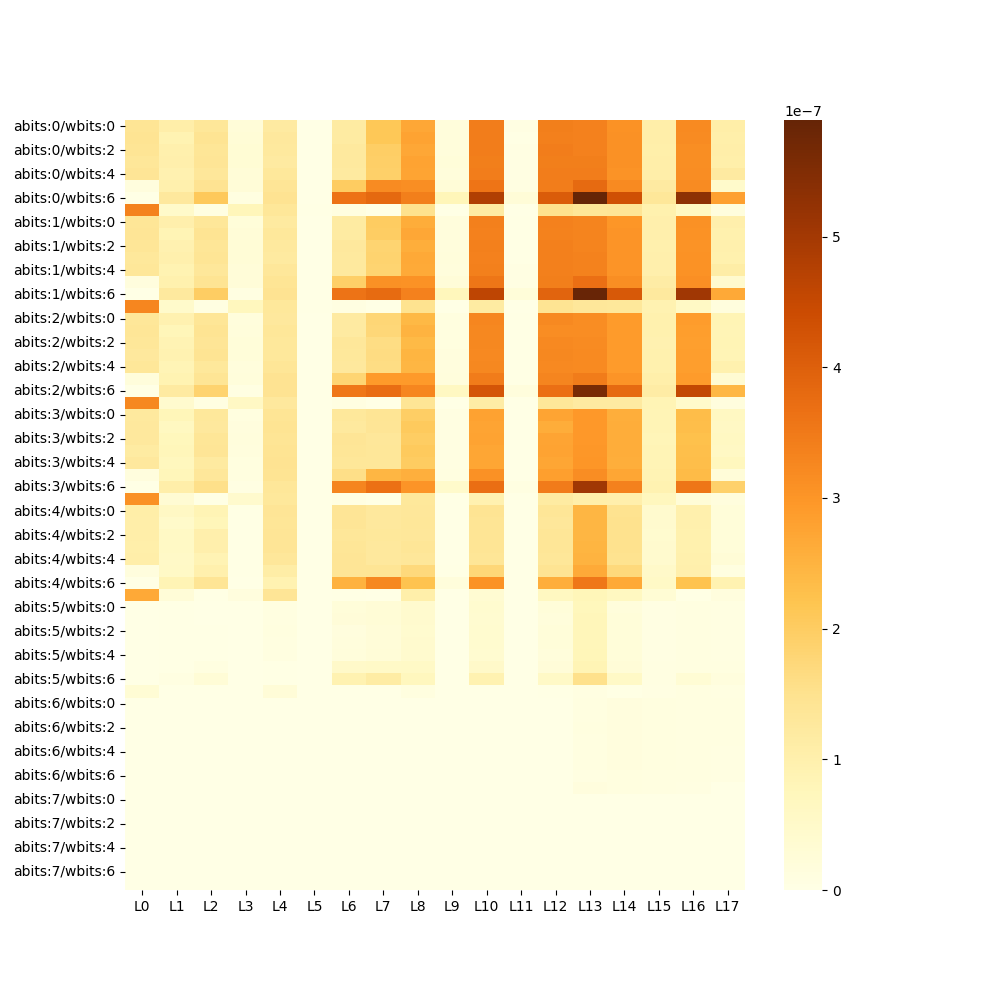 1e−7
abits:0/wbits:0
abits:0/wbits:2
abits:0/wbits:4
abits:0/wbits:6
abits:1/wbits:0
abits:1/wbits:2
abits:1/wbits:4
abits:1/wbits:6
abits:2/wbits:0
abits:2/wbits:2
abits:2/wbits:4
abits:2/wbits:6
abits:3/wbits:0
abits:3/wbits:2
abits:3/wbits:4
abits:3/wbits:6
abits:4/wbits:0
abits:4/wbits:2
abits:4/wbits:4
abits:4/wbits:6
abits:5/wbits:0
abits:5/wbits:2
abits:5/wbits:4
abits:5/wbits:6
abits:6/wbits:0
abits:6/wbits:2
abits:6/wbits:4
abits:6/wbits:6
abits:7/wbits:0
abits:7/wbits:2
abits:7/wbits:4
abits:7/wbits:6
L0 L1 L2 L3 L4 L5 L6 L7 L8 L9 L10 L11 L12 L13 L14 L15 L16 L17
5
4
3
2
1
0